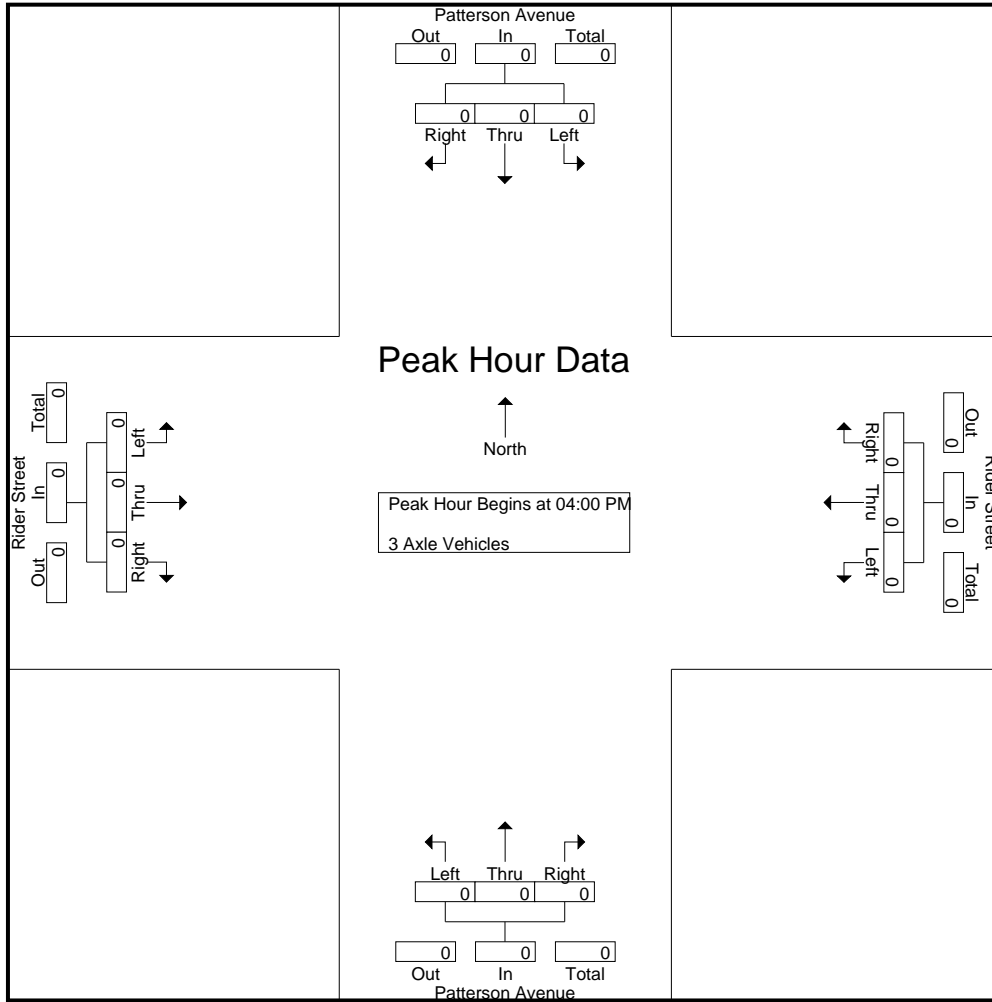 Patterson Avenue
Out In Total
0 0 0
0 0 0
Right Thru Left
Peak Hour Data
North
Peak Hour Begins at 04:00 PM
3 Axle Vehicles
Rider Street
Total In Out
0 0 0
0 0 0
Left Thru Right
Rider Street
Out In Total
0 0 0
0 0 0
Right Thru Left
Left Thru Right
0 0 0
0 0 0
Out In Total
Patterson Avenue